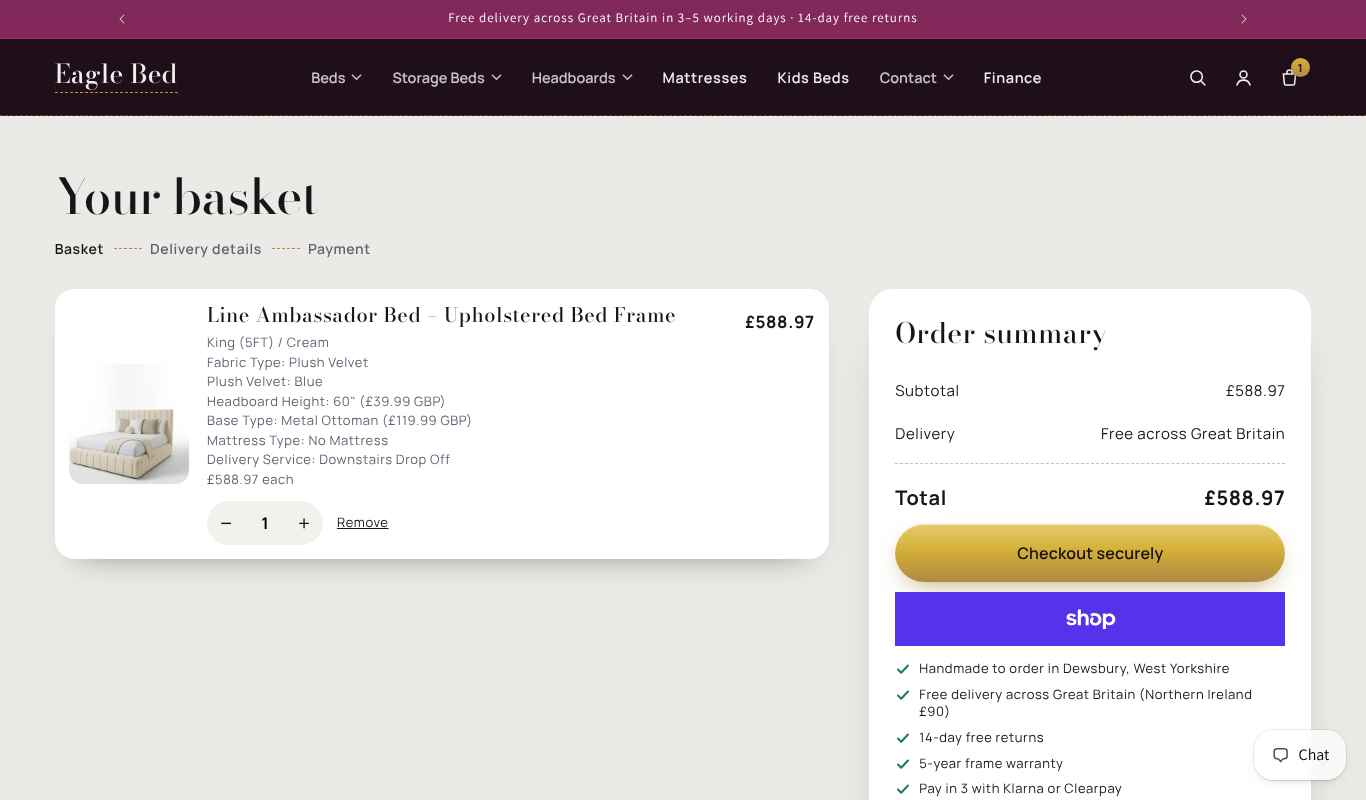 Free delivery across Great Britain in 3–5 working days · 14-day free returns
Eagle Bed
Beds
Storage Beds
Headboards
Mattresses
Kids Beds
Contact
Finance
1
Your basket
Basket
Delivery details
Payment
Line Ambassador Bed – Upholstered Bed Frame
£588.97
King (5FT) / Cream
Fabric Type: Plush Velvet
Plush Velvet: Blue
Headboard Height: 60" (£39.99 GBP)
Base Type: Metal Ottoman (£119.99 GBP)
Mattress Type: No Mattress
Delivery Service: Downstairs Drop Off
£588.97 each
− 1 +
Remove
Order summary
Subtotal £588.97
Delivery Free across Great Britain
Total £588.97
Checkout securely
shop
Handmade to order in Dewsbury, West Yorkshire
Free delivery across Great Britain (Northern Ireland
£90)
14-day free returns
5-year frame warranty
Pay in 3 with Klarna or Clearpay
Chat